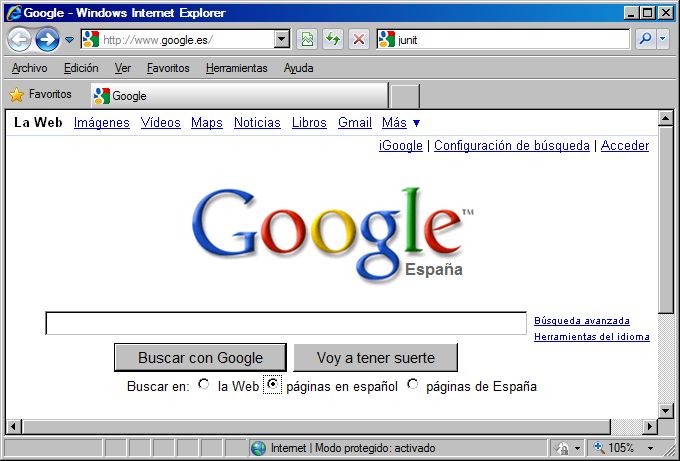 Google - Windows Internet Explorer
http://www.google.es/
junit
Archivo Edición Ver Favoritos Herramientas Ayuda
Favoritos Google
La Web Imágenes Vídeos Maps Noticias Libros Gmail Más ▼
iGoogle | Configuración de búsqueda | Acceder
Google™
España
Búsqueda avanzada
Herramientas del idioma
Buscar con Google Voy a tener suerte
Buscar en: la Web páginas en español páginas de España
Internet | Modo protegido: activado 105%